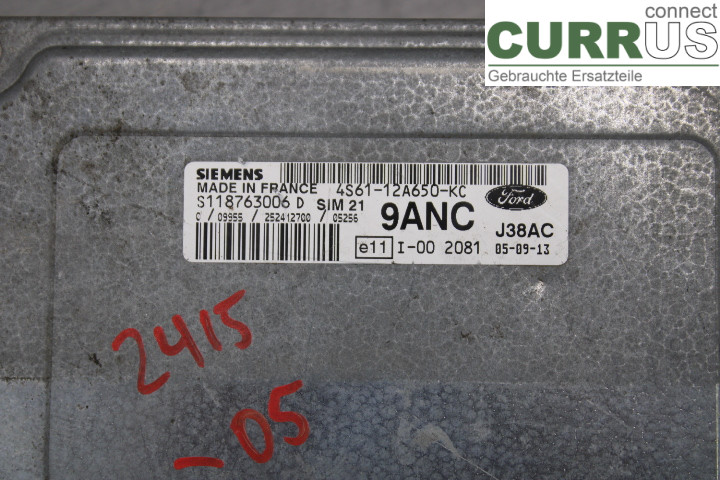 connect
CURRUS
Gebrauchte Ersatzteile
SIEMENS
MADE IN FRANCE 4S61-12A650-KC
S118763006 D SIM 21
0 / 09955 / 252412700 / 05256
9ANC
Ford
J38AC
e11 I-00 2081 05-09-13
2415
-05